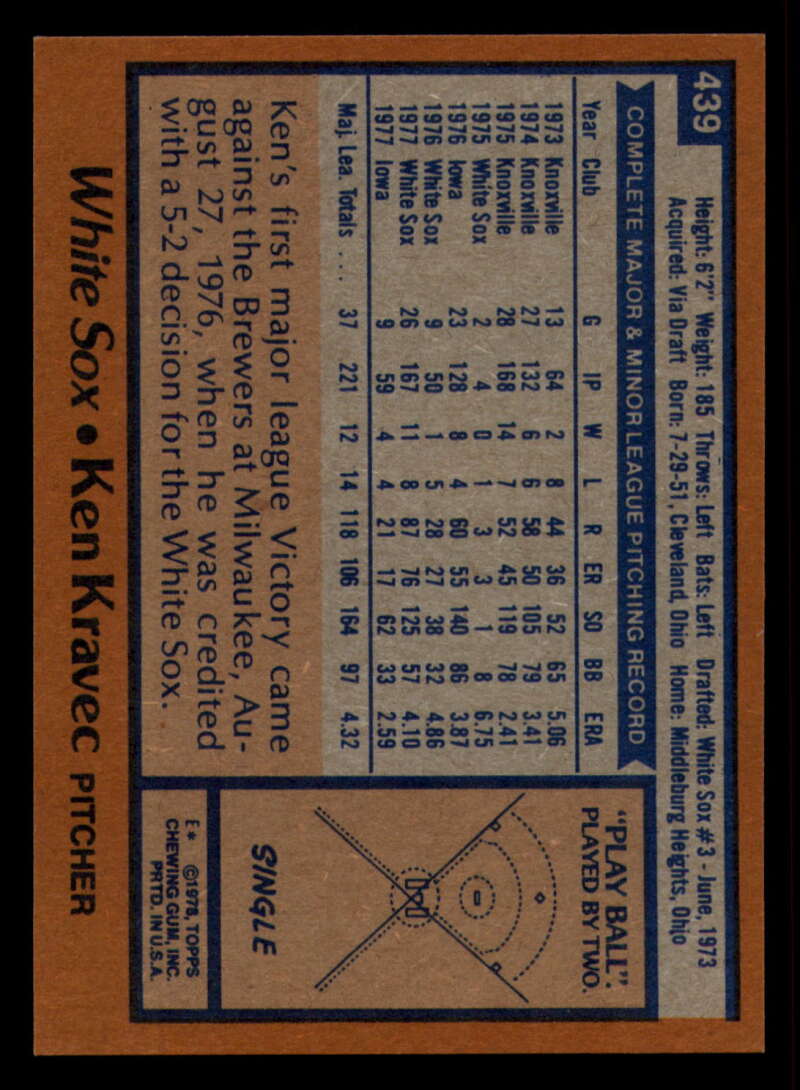 439
Height: 6'2" Weight: 185 Throws: Left Bats: Left Drafted: White Sox #3 - June, 1973
Acquired: Via Draft Born: 7-29-51, Cleveland, Ohio Home: Middleburg Heights, Ohio
COMPLETE MAJOR & MINOR LEAGUE PITCHING RECORD
Year Club G IP W L R ER SO BB ERA
1973 Knoxville 13 64 2 8 44 36 52 65 5.06
1974 Knoxville 27 132 6 6 58 50 105 79 3.41
1975 Knoxville 28 168 14 7 52 45 119 78 2.41
1975 White Sox 2 4 0 1 3 3 1 8 6.75
1976 Iowa 23 128 8 4 60 55 140 86 3.87
1976 White Sox 9 50 1 5 28 27 38 32 4.86
1977 White Sox 26 167 11 8 87 76 125 57 4.10
1977 Iowa 9 59 4 4 21 17 62 33 2.59
Maj. Lea. Totals .... 37 221 12 14 118 106 164 97 4.32
Ken's first major league Victory came
against the Brewers at Milwaukee, Au-
gust 27, 1976, when he was credited
with a 5-2 decision for the White Sox.
"PLAY BALL":
PLAYED BY TWO.
SINGLE
E* ©1978, TOPPS
CHEWING GUM, INC.
PRTD. IN U.S.A.
White Sox • Ken Kravec PITCHER